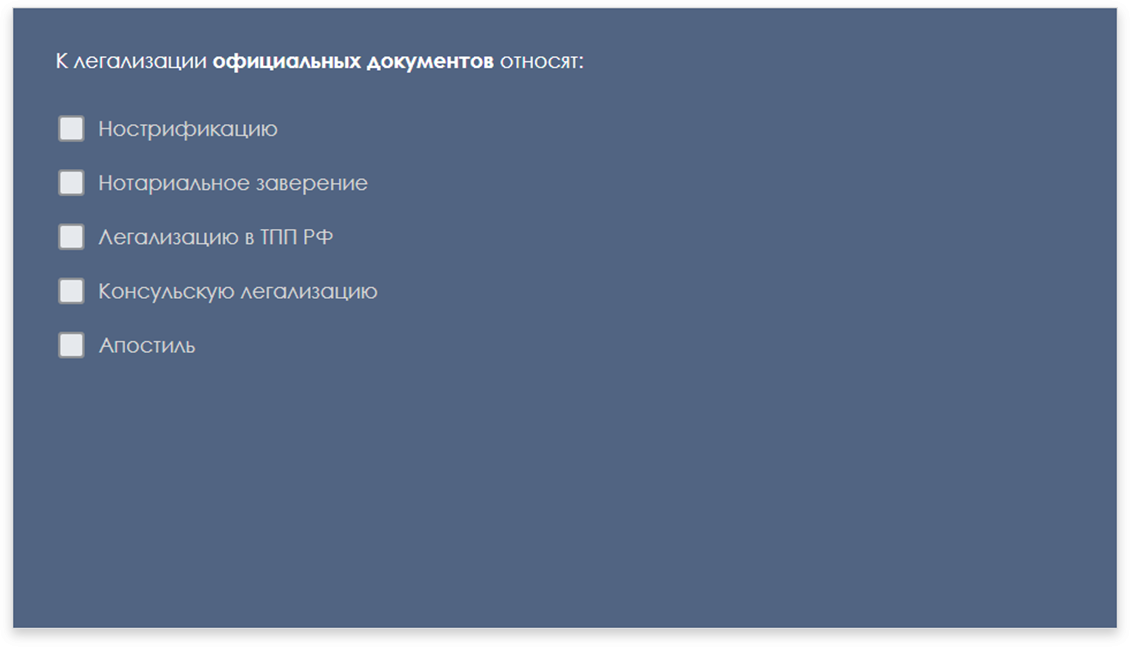 К легализации официальных документов относят:
Нострификацию
Нотариальное заверение
Легализацию в ТПП РФ
Консульскую легализацию
Апостиль